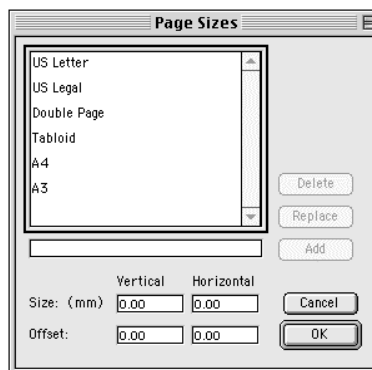 Page Sizes
US Letter
US Legal
Double Page
Tabloid
A4
A3
Delete
Replace
Add
Vertical Horizontal
Size: (mm) 0.00 0.00 Cancel
Offset: 0.00 0.00 OK